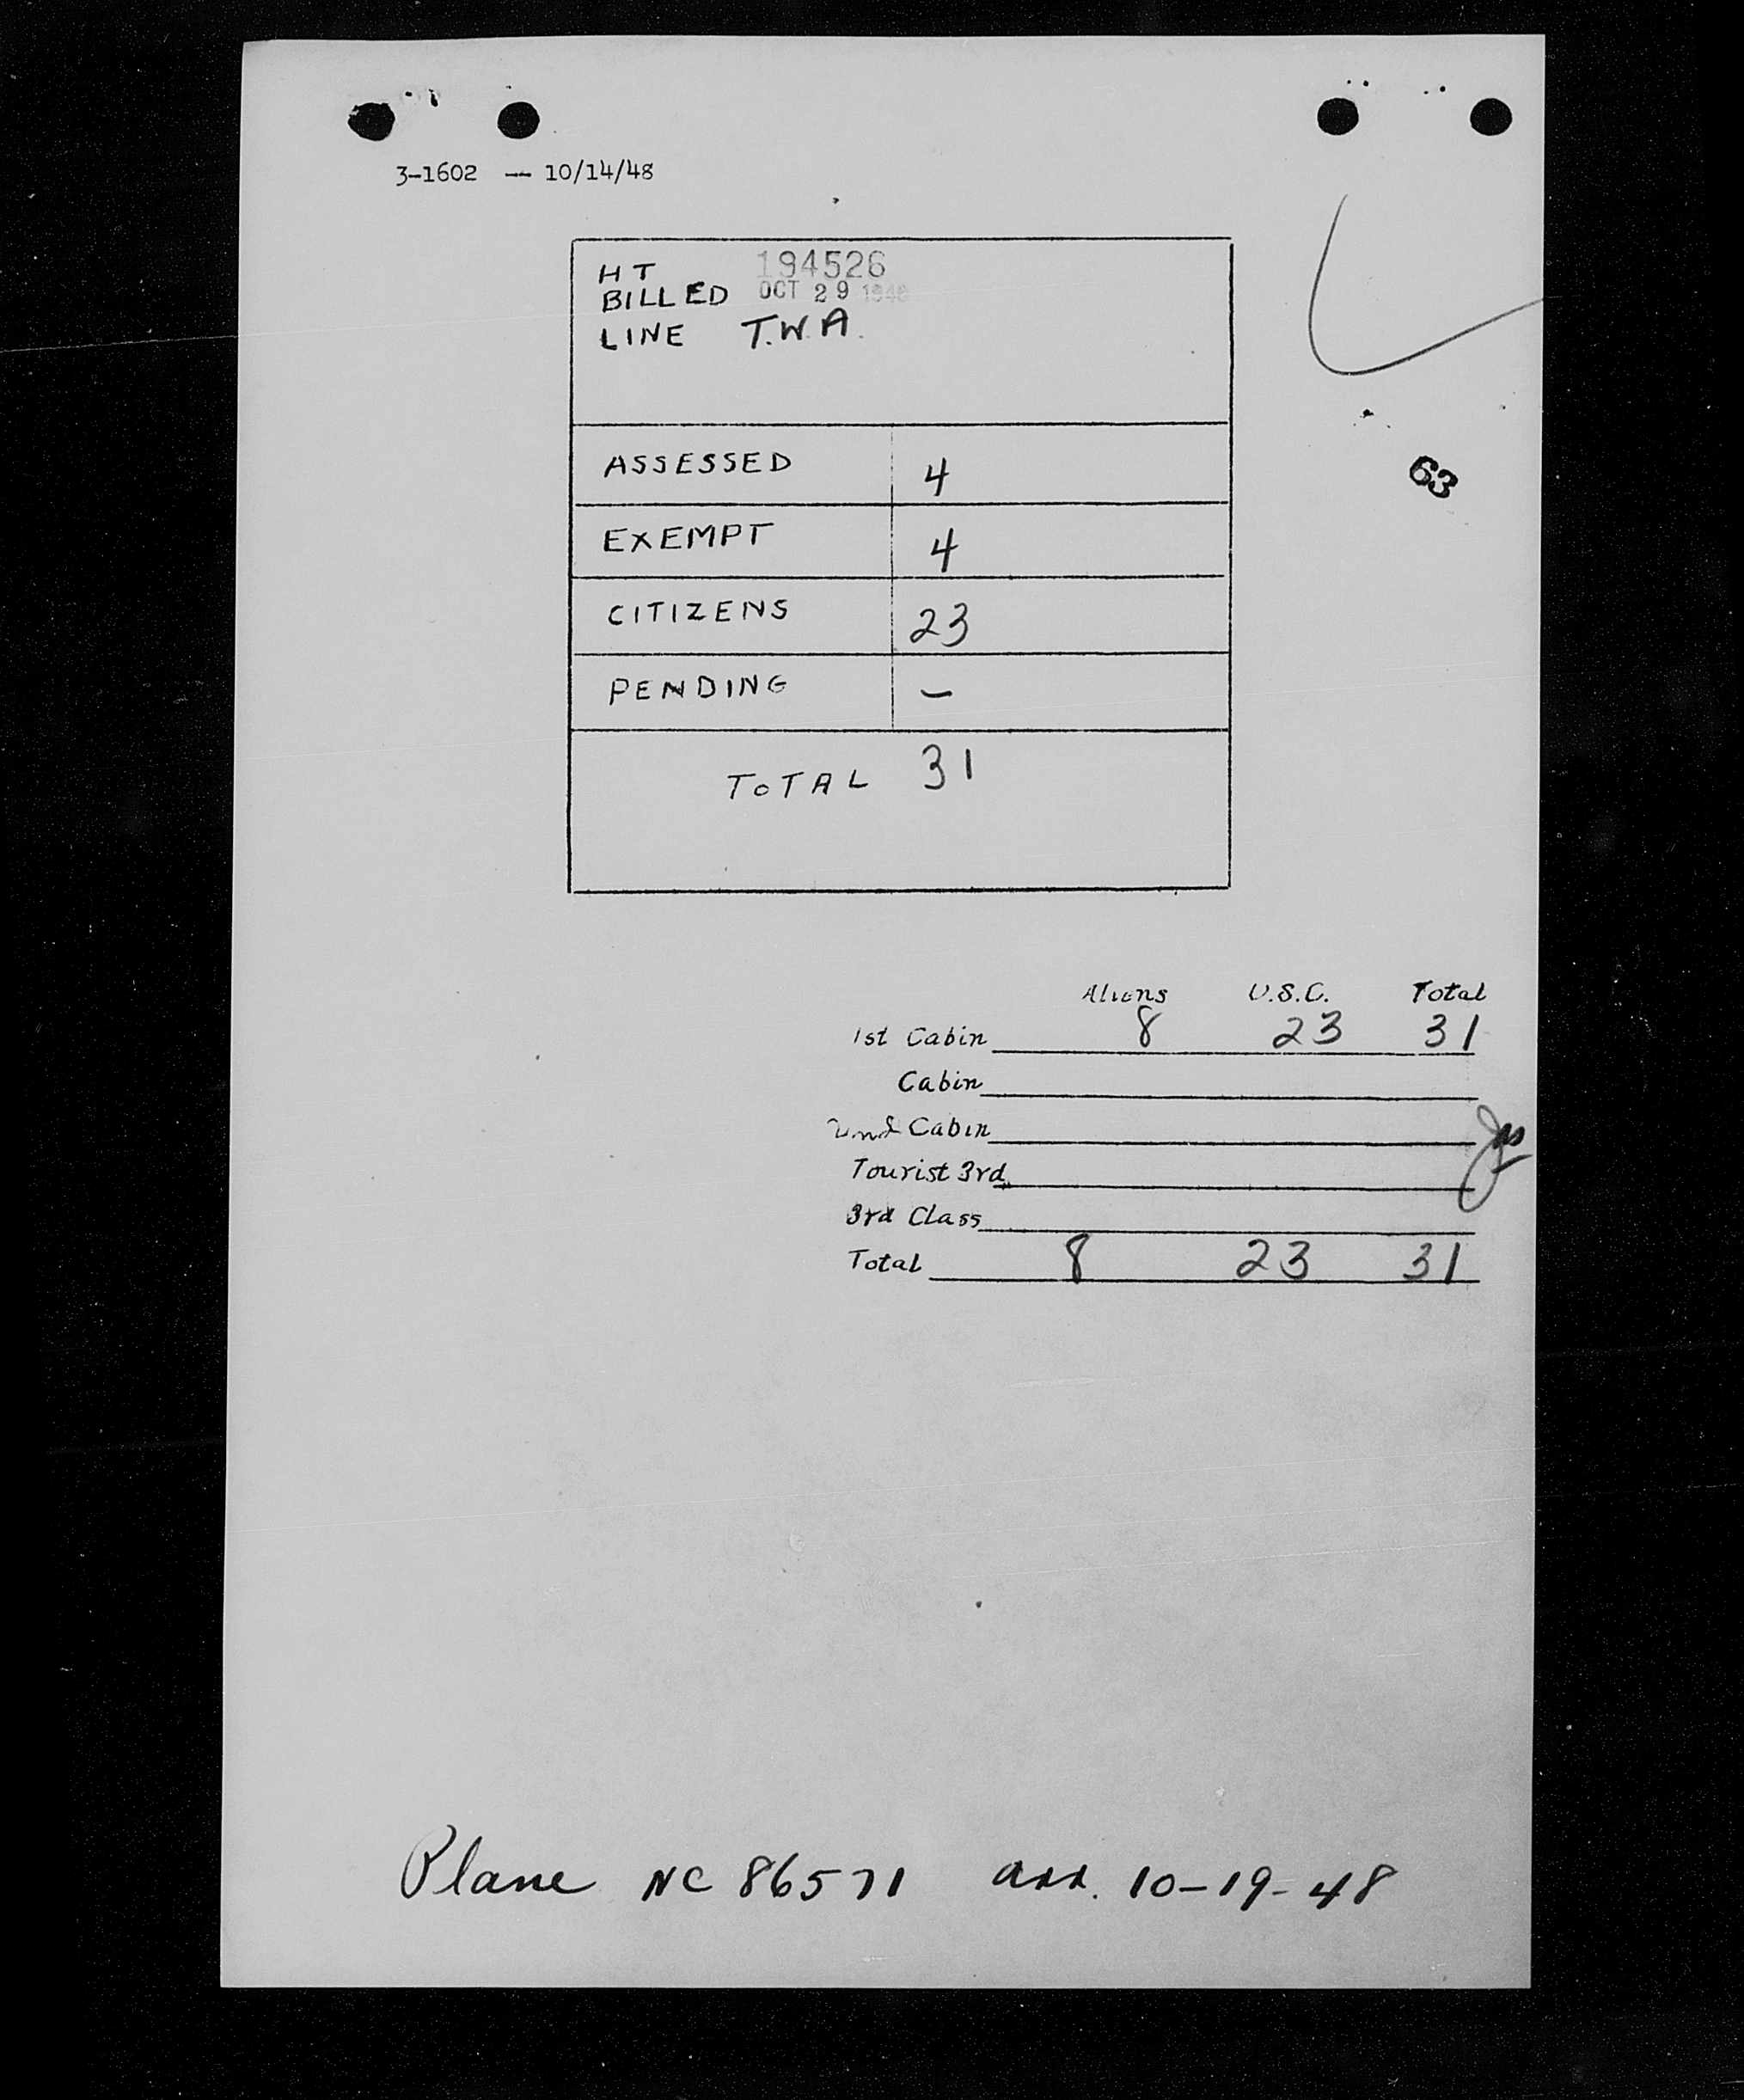 3-1602 -- 10/14/48
HT 194526
BILLED OCT 29 1948
LINE T.W.A.
63
ASSESSED 4
EXEMPT 4
CITIZENS 23
PENDING –
TOTAL 31
Aliens U.S.C. Total
1st Cabin 8 23 31
Cabin
2nd Cabin
Tourist 3rd
3rd Class
Total 8 23 31
Plane NC 86571 arr. 10-19-48